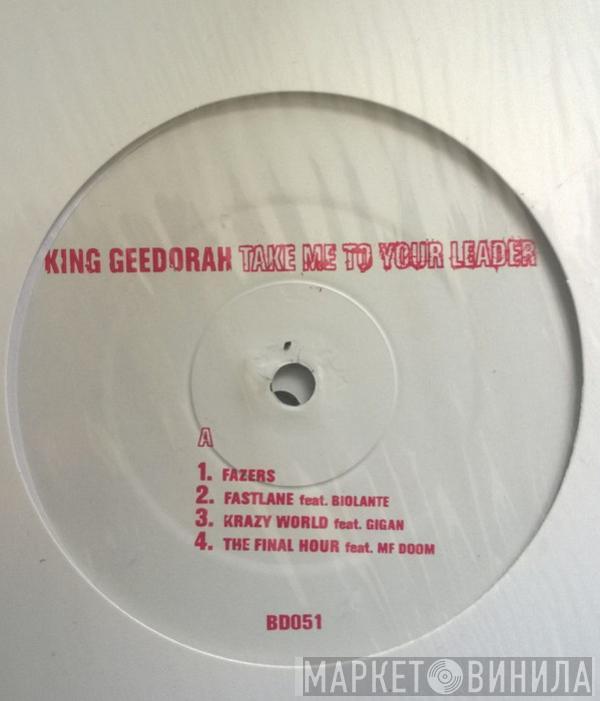 KING GEEDORAH TAKE ME TO YOUR LEADER
A
1. FAZERS
2. FASTLANE feat. BIOLANTE
3. KRAZY WORLD feat. GIGAN
4. THE FINAL HOUR feat. MF DOOM
BD051
МАРКЕТ ВИНИЛА